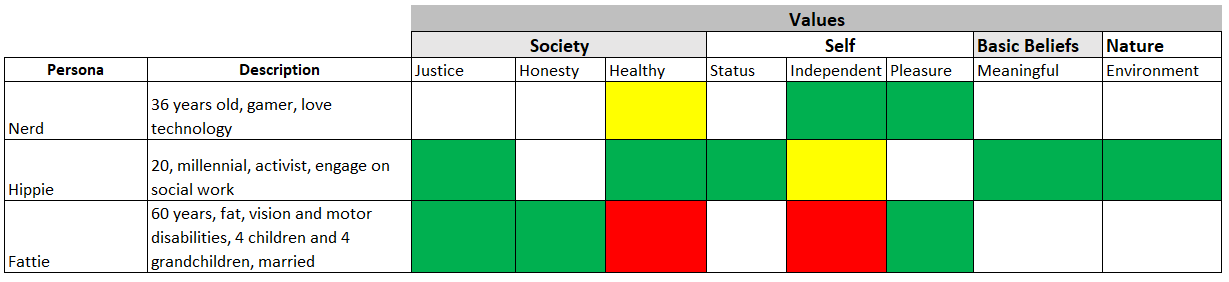 Values
Society Self Basic Beliefs Nature
Persona Description Justice Honesty Healthy Status Independent Pleasure Meaningful Environment
36 years old, gamer, love
Nerd technology
20, millennial, activist, engage on
Hippie social work
60 years, fat, vision and motor
disabilities, 4 children and 4
Fattie grandchildren, married